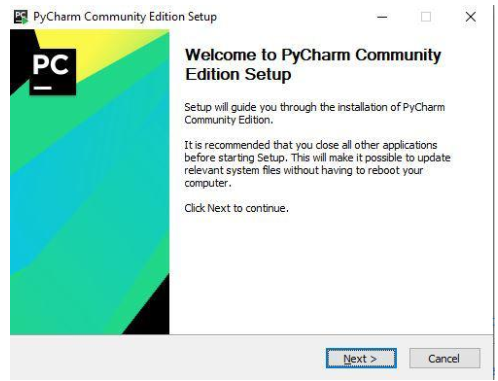 PyCharm Community Edition Setup
PC
Welcome to PyCharm Community
Edition Setup
Setup will guide you through the installation of PyCharm
Community Edition.
It is recommended that you close all other applications
before starting Setup. This will make it possible to update
relevant system files without having to reboot your
computer.
Click Next to continue.
Next >
Cancel